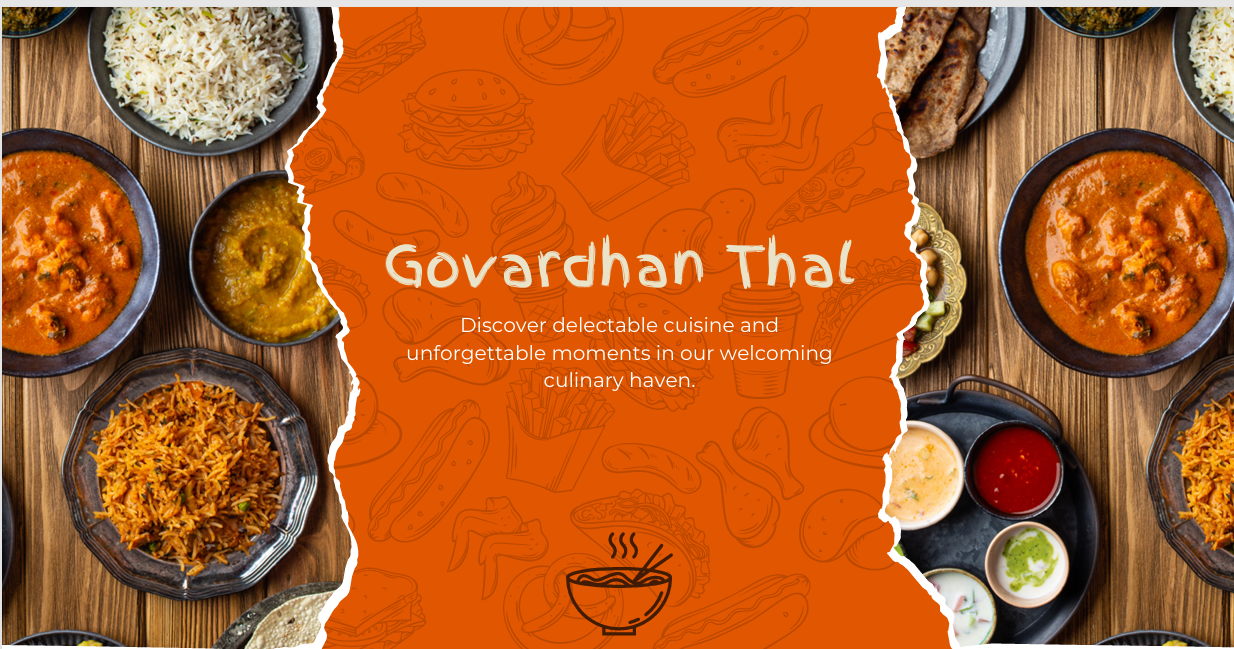 Govardhan Thal
Discover delectable cuisine and
unforgettable moments in our welcoming
culinary haven.